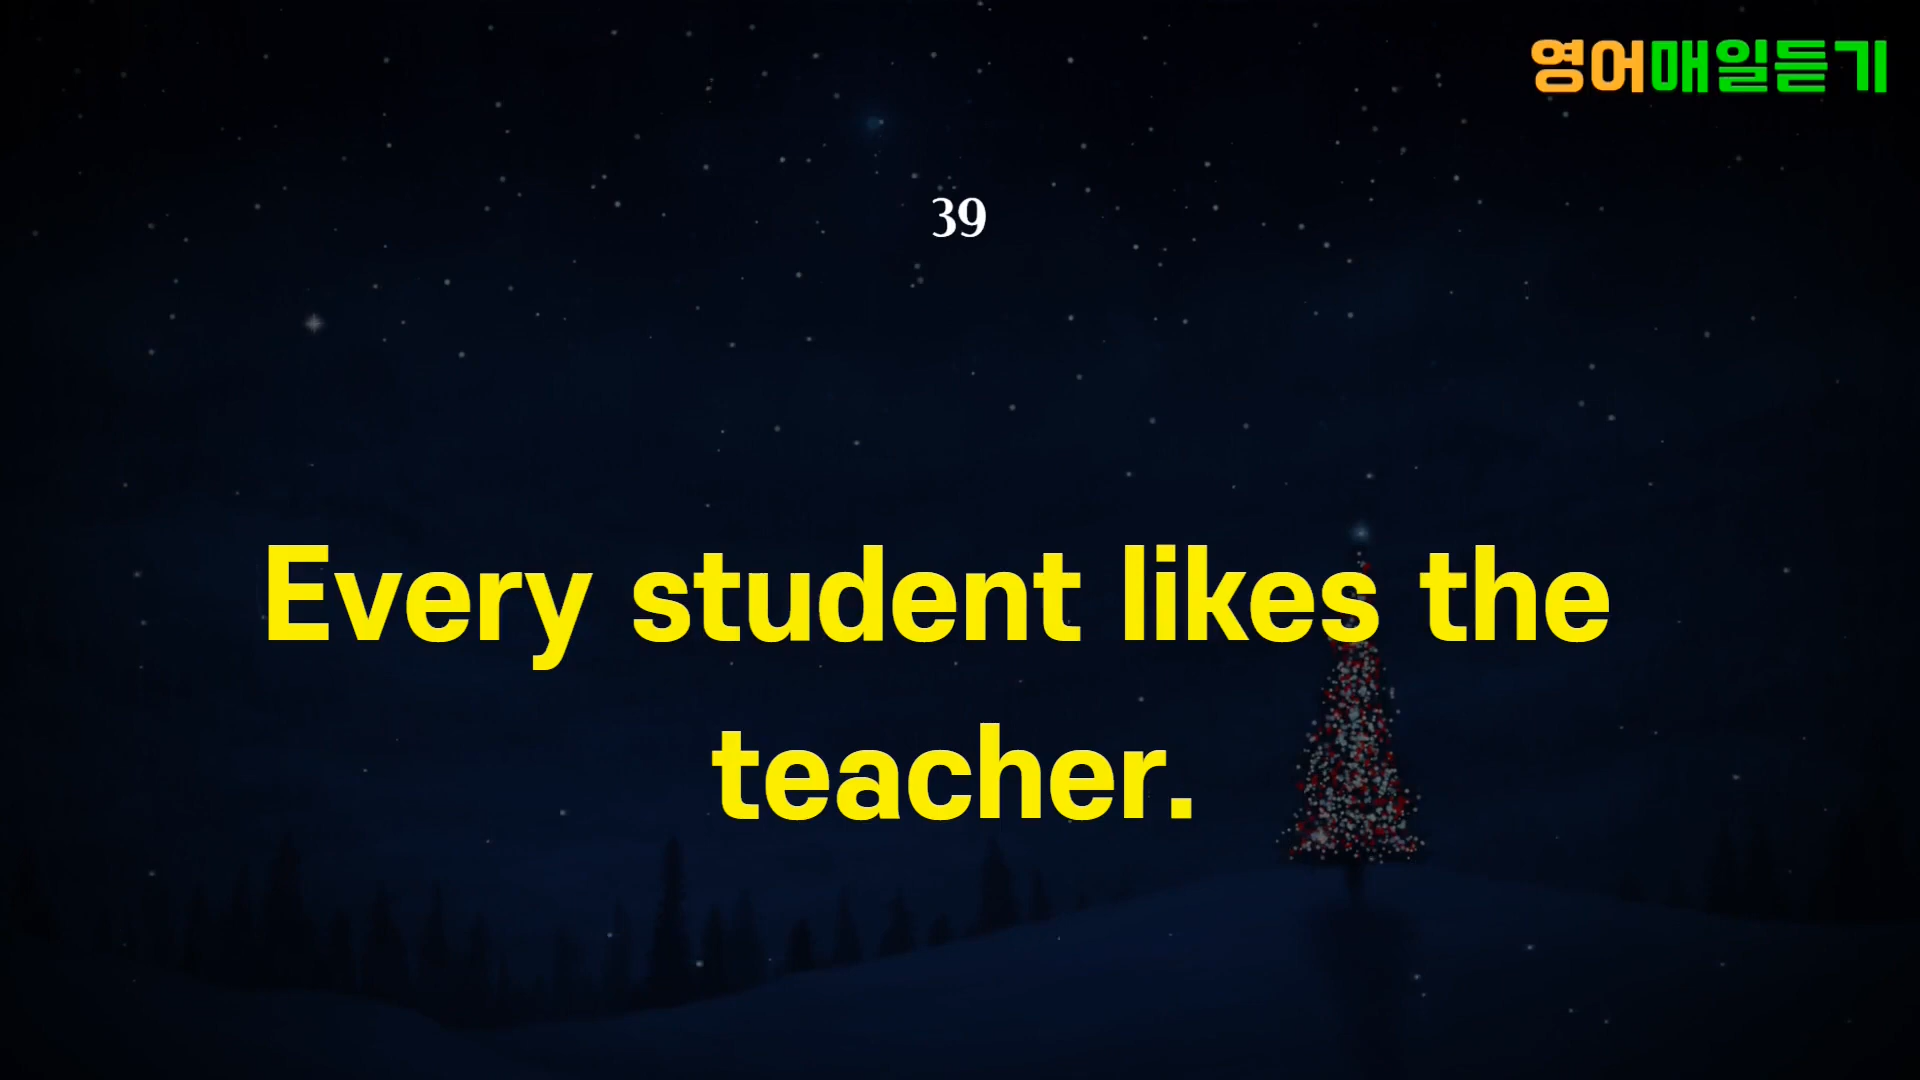 영어매일듣기
39
Every student likes the
teacher.